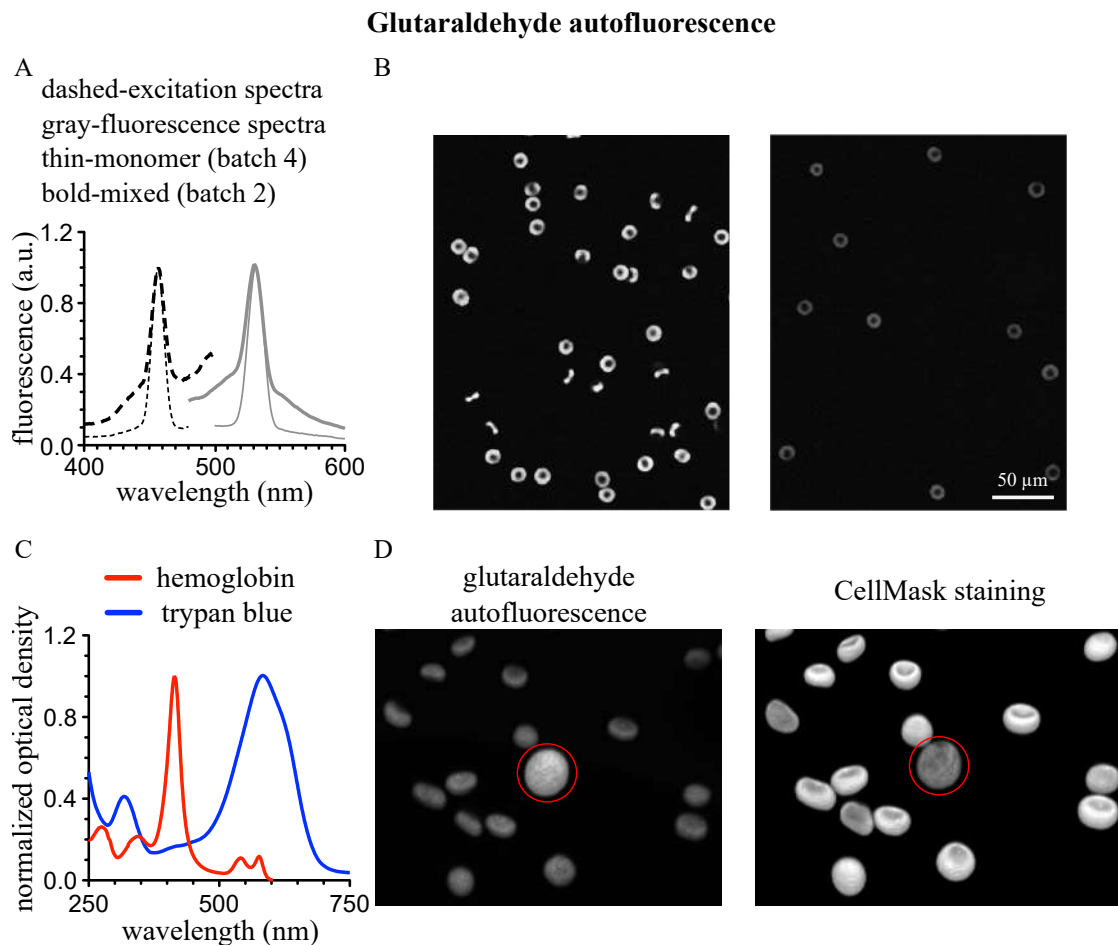 Glutaraldehyde autofluorescence
A
dashed-excitation spectra
gray-fluorescence spectra
thin-monomer (batch 4)
bold-mixed (batch 2)
fluorescence (a.u.)
1.2
0.8
0.4
0.0
400
500
600
wavelength (nm)
B
50 µm
C
hemoglobin
trypan blue
normalized optical density
1.2
0.8
0.4
0.0
250
500
750
wavelength (nm)
D
glutaraldehyde
autofluorescence
CellMask staining